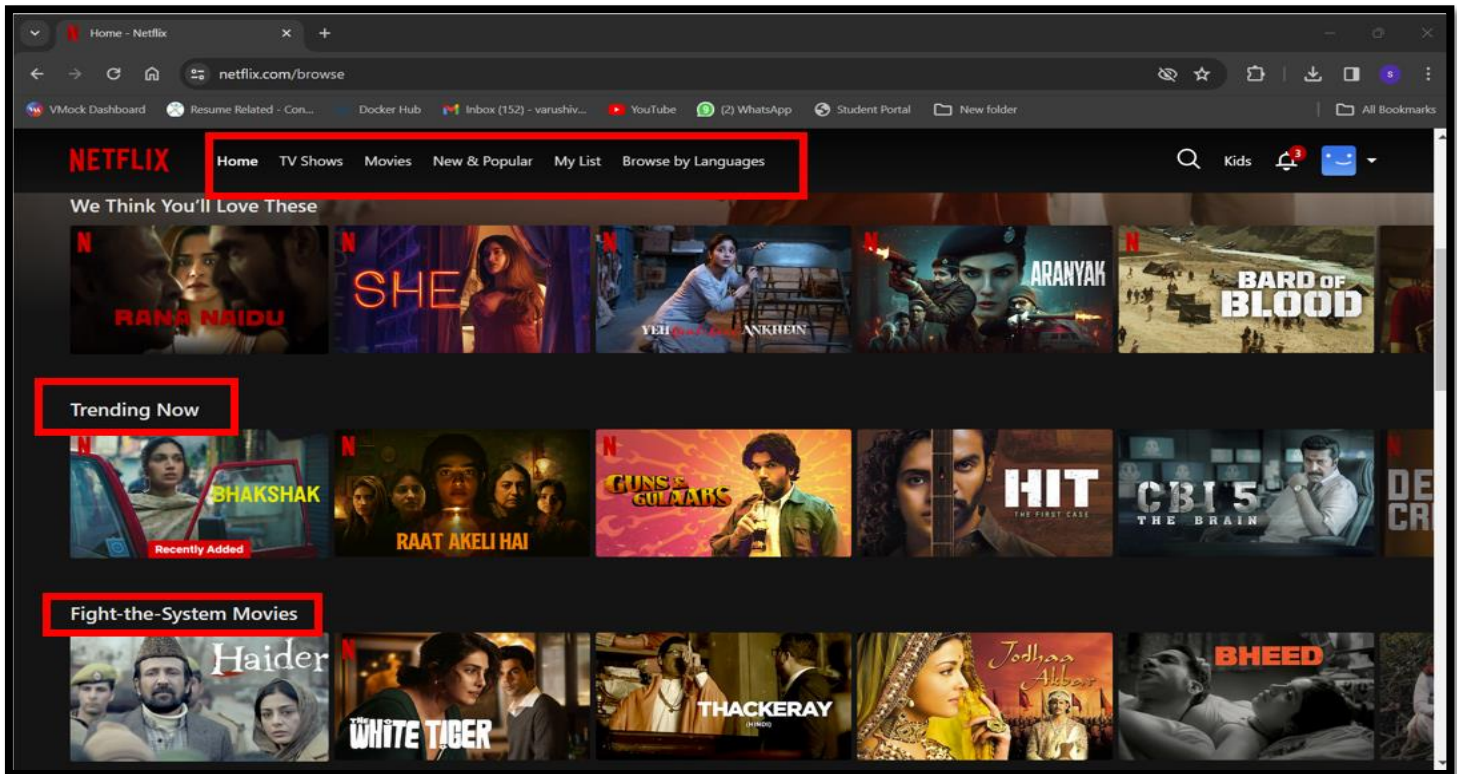 Home - Netflix
netflix.com/browse
VMock Dashboard Resume Related - Con... Docker Hub Inbox (152) - varushiv... YouTube (2) WhatsApp Student Portal New folder All Bookmarks
NETFLIX Home TV Shows Movies New & Popular My List Browse by Languages Kids 3
We Think You'll Love These
N N N N N
RANA NAIDU SHE YEH ANKHEIN ARANYAK BARD OF BLOOD
Trending Now
N N N
BHAKSHAK RAAT AKELI HAI GUNS & GULAABS HIT THE FIRST CASE CBI 5 THE BRAIN DE CRI
Recently Added
Fight-the-System Movies
Haider THE WHITE TIGER THACKERAY (HINDI) Jodhaa Akbar BHEED